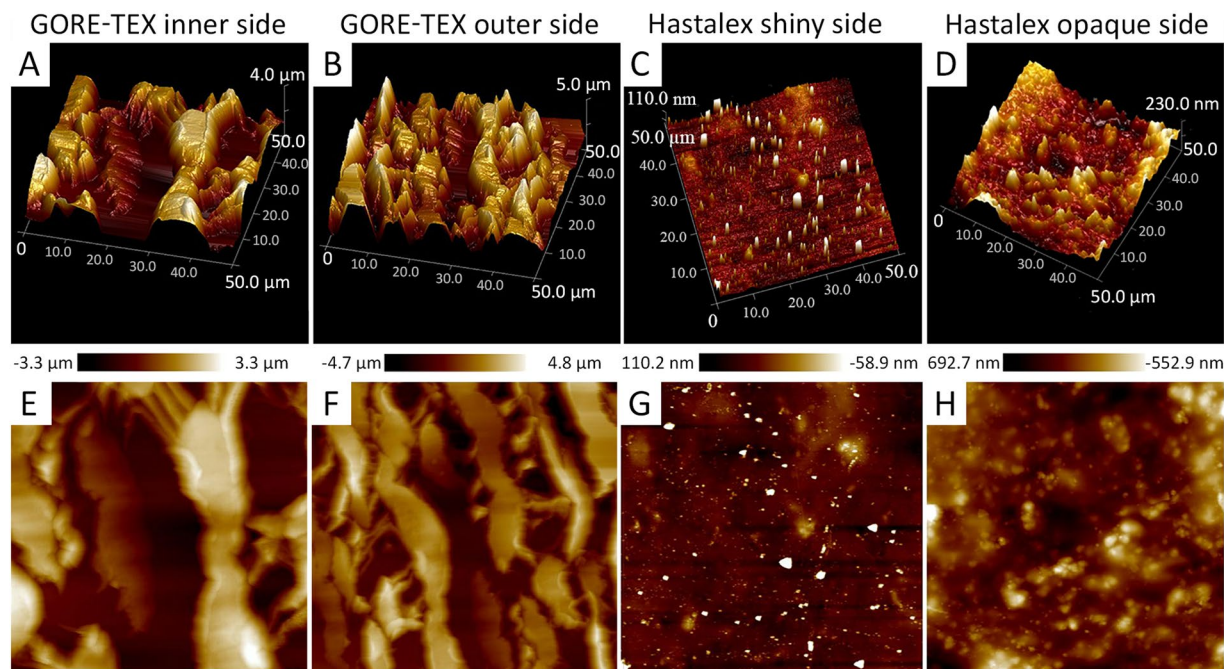 GORE-TEX inner side
GORE-TEX outer side
Hastalex shiny side
Hastalex opaque side
A
4.0 µm
50.0
40.0
30.0
20.0
10.0
0
10.0
20.0
30.0
40.0
50.0 µm
B
5.0 µm
50.0
40.0
30.0
20.0
10.0
0
10.0
20.0
30.0
40.0
50.0 µm
C
110.0 nm
50.0 µm
40.0
30.0
20.0
10.0
0
10.0
20.0
30.0
40.0
50.0
D
230.0 nm
50.0
40.0
30.0
20.0
10.0
0
10.0
20.0
30.0
40.0
50.0 µm
-3.3 µm 3.3 µm
-4.7 µm 4.8 µm
110.2 nm -58.9 nm
692.7 nm -552.9 nm
E
F
G
H